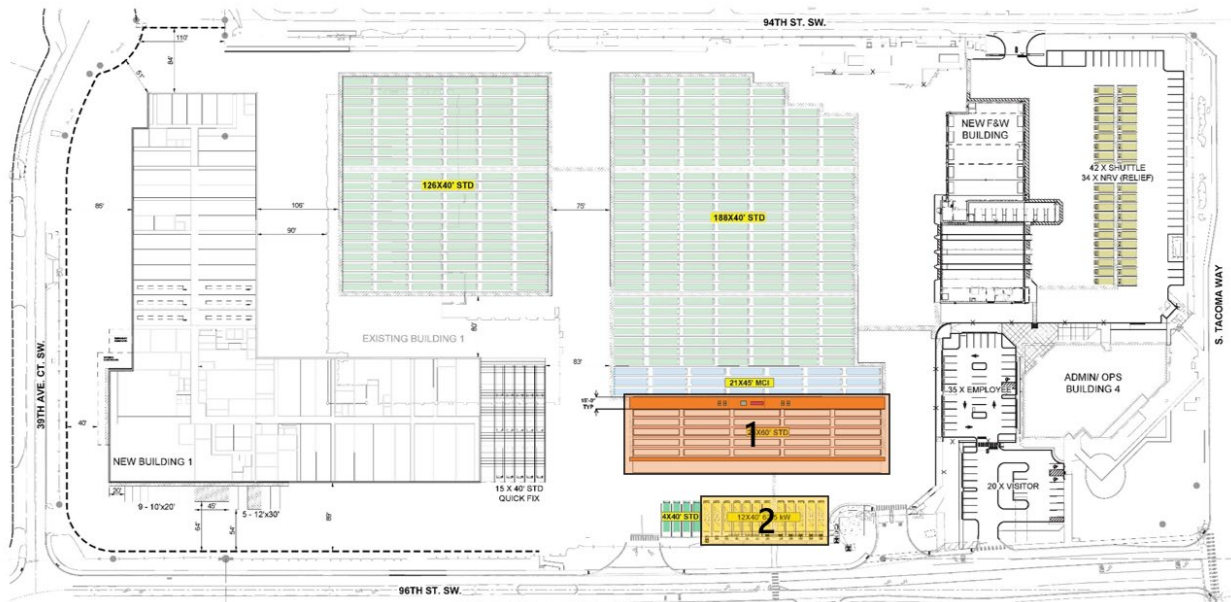 94TH ST. SW.
110'
84'
51'
NEW F&W
BUILDING
42 X SHUTTLE
34 X NRV (RELIEF)
126X40' STD
188X40' STD
85'
106'
75'
90'
39TH AVE. CT. SW.
S. TACOMA WAY
EXISTING BUILDING 1
80'
83'
21X45' MCI
15'-0"
TYP
35 X EMPLOYEE
ADMIN/ OPS
BUILDING 4
1
X60' STD
40'
NEW BUILDING 1
20'
9 - 10'x20'
45'
5 - 12'x30'
64'
54'
89'
15 X 40' STD
QUICK FIX
20 X VISITOR
4X40' STD
12X40'
kW
2
96TH ST. SW.